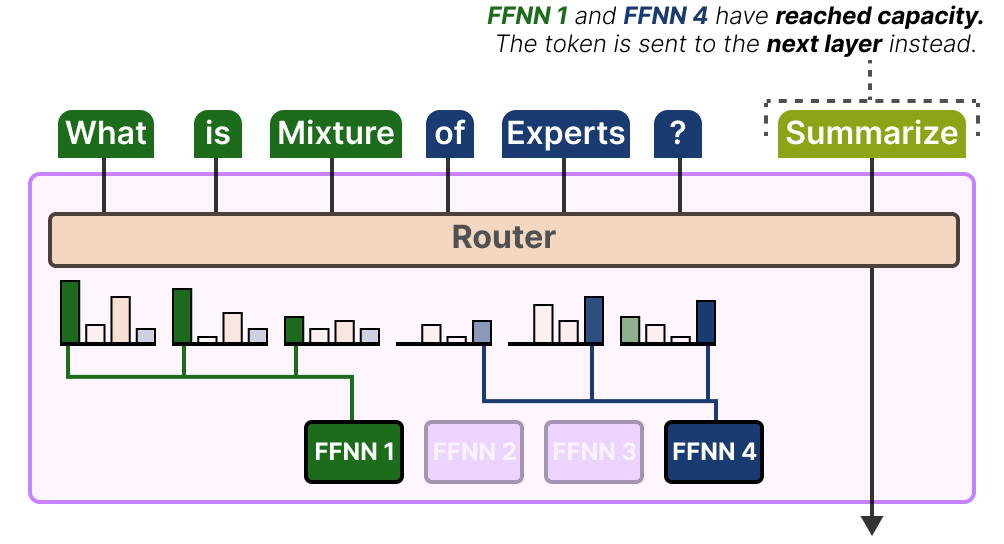 FFNN 1 and FFNN 4 have reached capacity.
The token is sent to the next layer instead.
What is Mixture of Experts ? Summarize
Router
FFNN 1 FFNN 2 FFNN 3 FFNN 4